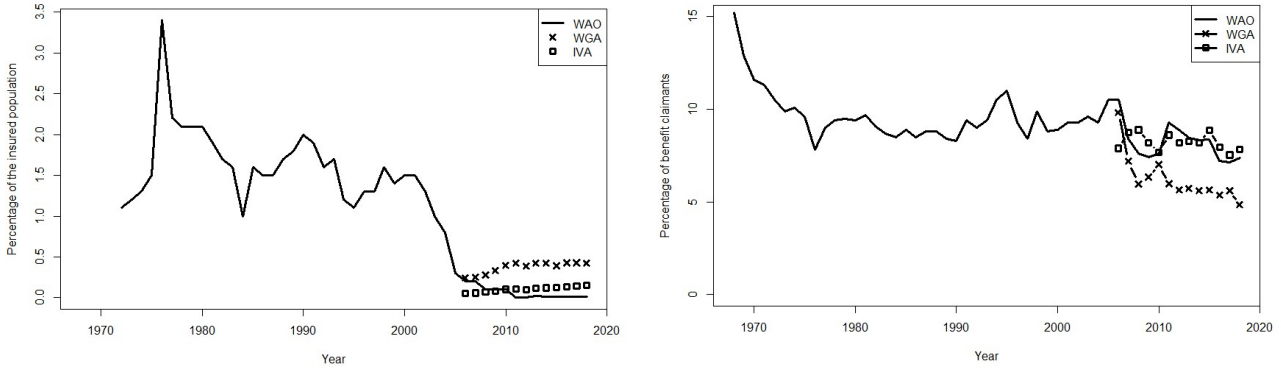 Percentage of the insured population
3.5
3.0
2.5
2.0
1.5
1.0
0.5
0.0
WAO
WGA
IVA
1970 1980 1990 2000 2010 2020
Year
Percentage of benefit claimants
15
10
5
0
WAO
WGA
IVA
1970 1980 1990 2000 2010 2020
Year